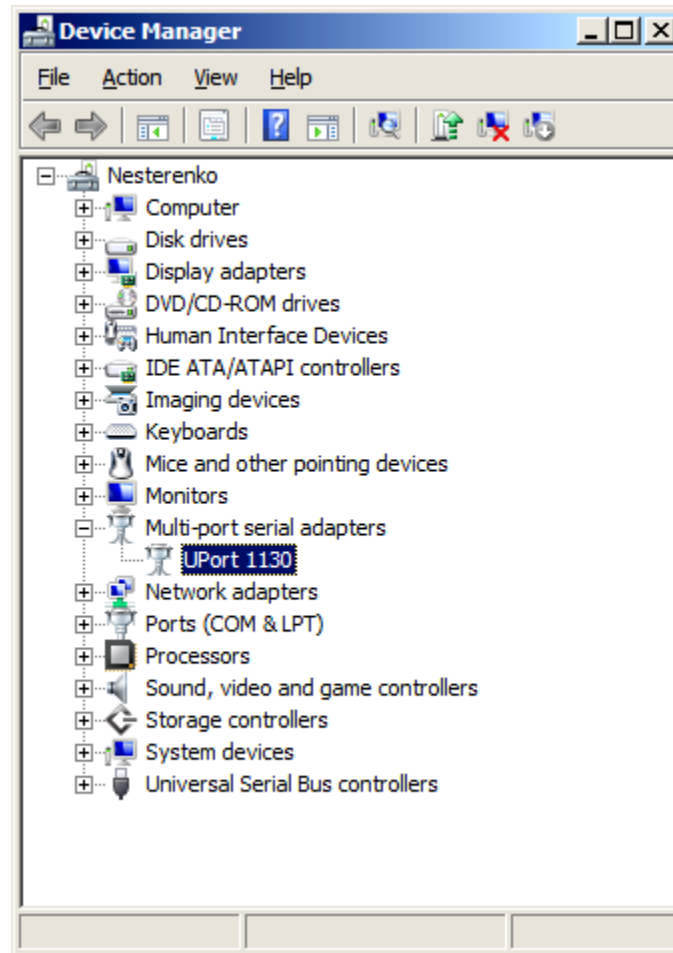 Device Manager
File Action View Help
Nesterenko
Computer
Disk drives
Display adapters
DVD/CD-ROM drives
Human Interface Devices
IDE ATA/ATAPI controllers
Imaging devices
Keyboards
Mice and other pointing devices
Monitors
Multi-port serial adapters
UPort 1130
Network adapters
Ports (COM & LPT)
Processors
Sound, video and game controllers
Storage controllers
System devices
Universal Serial Bus controllers